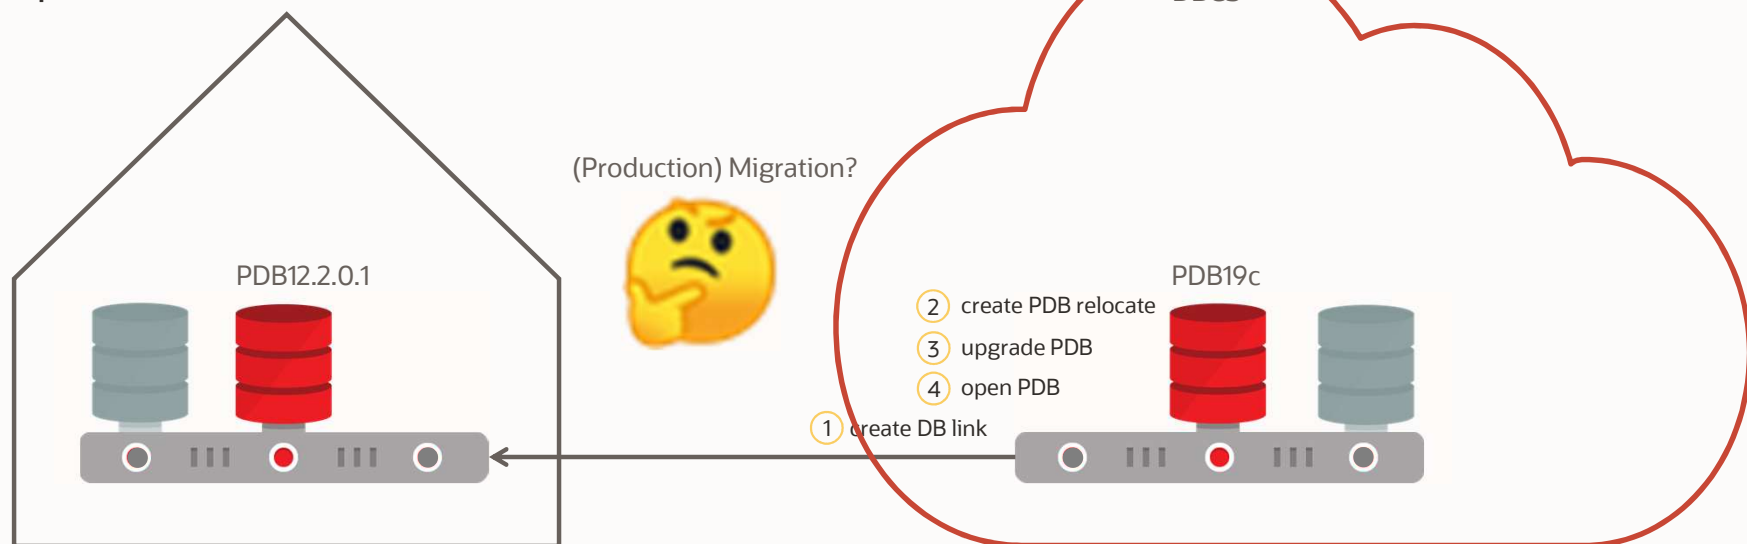 (Production) Migration?
PDB12.2.0.1
PDB19c
2 create PDB relocate
3 upgrade PDB
4 open PDB
1 create DB link